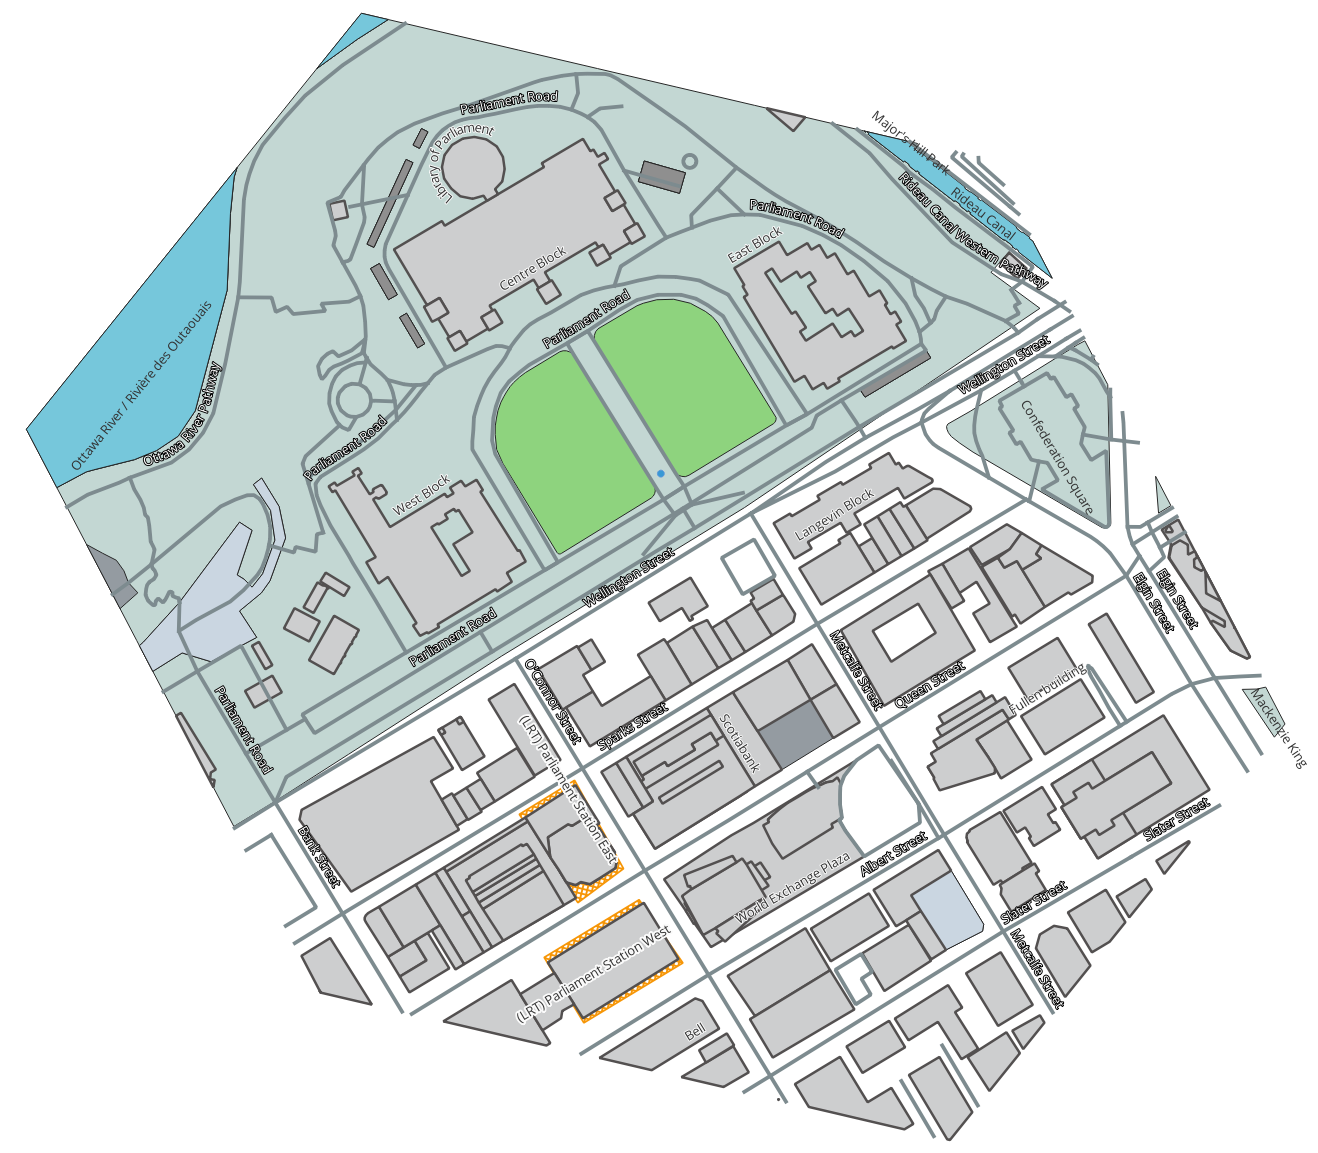 Parliament Road
Library of Parliament
Major's Hill Park
Rideau Canal
Rideau Canal Western Pathway
Parliament Road
East Block
Centre Block
Parliament Road
Ottawa River / Rivière des Outaouais
Ottawa River Pathway
Wellington Street
Confederation Square
Parliament Road
West Block
Langevin Block
Wellington Street
Elgin Street
Elgin Street
Parliament Road
Parliament Road
O'Connor Street
Metcalfe Street
Queen Street
Fullen building
Mackenzie King
Sparks Street
Scotiabank
(LRT) Parliament Station East
Bank Street
Slater Street
Albert Street
World Exchange Plaza
Slater Street
Metcalfe Street
(LRT) Parliament Station West
Bell